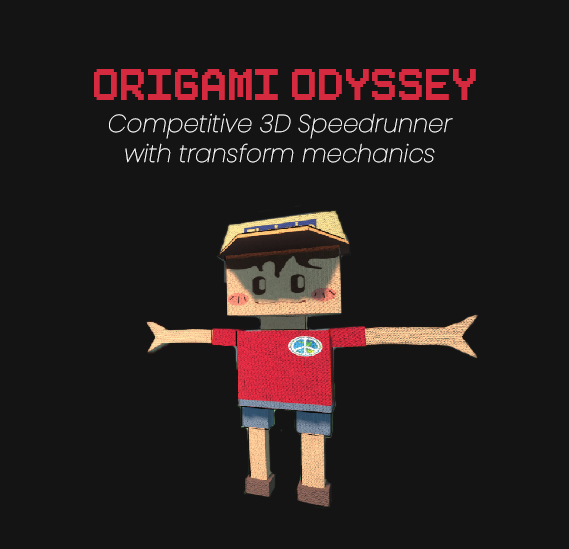 ORIGAMI ODYSSEY
Competitive 3D Speedrunner
with transform mechanics